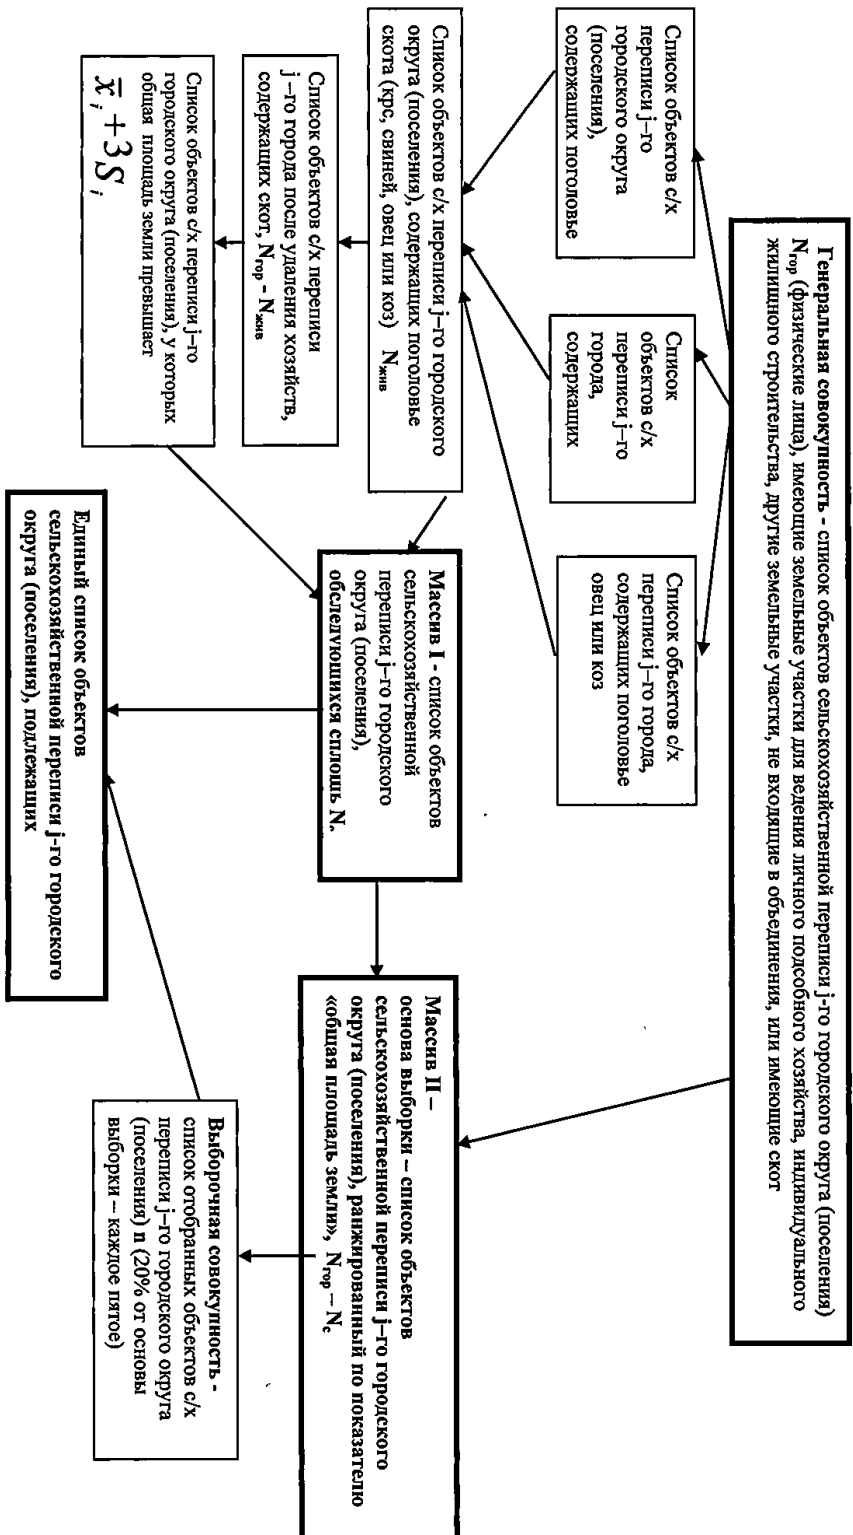 Генеральная совокупность - список объектов сельскохозяйственной переписи j-го городского округа (поселения)
Nгор (физические лица), имеющие земельные участки для ведения личного подсобного хозяйства, индивидуального
жилищного строительства, другие земельные участки, не входящие в объединения, или имеющие скот
Список объектов с/х
переписи j–го
городского округа
(поселения),
содержащих поголовье
Список
объектов с/х
переписи j–го
города,
содержащих
Список объектов с/х
переписи j–го города,
содержащих поголовье
овец или коз
Список объектов с/х переписи j–го городского
округа (поселения), содержащих поголовье
скота (крс, свиней, овец или коз) Nжив
Список объектов с/х переписи
j–го города после удаления хозяйств,
содержащих скот, Nгор - Nжив
Список объектов с/х переписи j–го
городского округа (поселения), у которых
общая площадь земли превышает
x̄i + 3Si
Массив I - список объектов
сельскохозяйственной
переписи j–го городского
округа (поселения),
обследующихся сплошь N
Массив II –
основа выборки – список объектов
сельскохозяйственной переписи j–го городского
округа (поселения), ранжированный по показателю
«общая площадь земли», Nгор – Nс
Выборочная совокупность -
список отобранных объектов с/х
переписи j–го городского округа
(поселения) n (20% от основы
выборки – каждое пятое)
Единый список объектов
сельскохозяйственной переписи j-го городского
округа (поселения), подлежащих